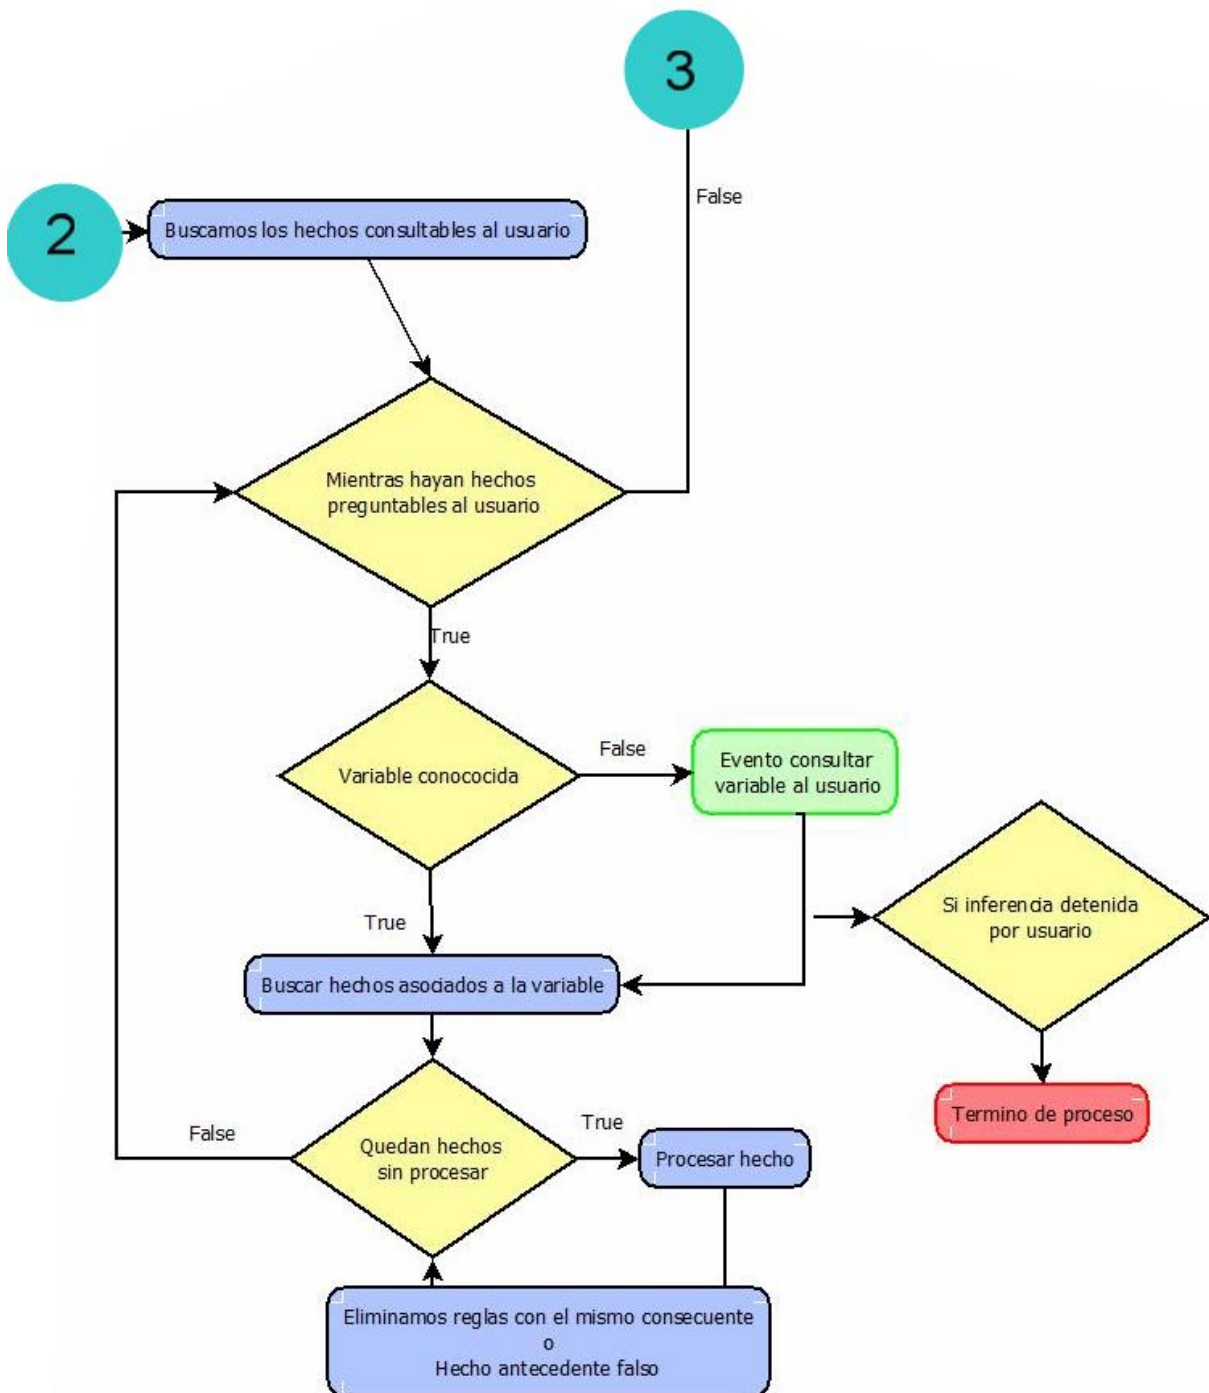 3
False
2
Buscamos los hechos consultables al usuario
Mientras hayan hechos
preguntables al usuario
True
Variable conococida
False
Evento consultar
variable al usuario
True
Si inferencia detenida
por usuario
Buscar hechos asociados a la variable
False
Quedan hechos
sin procesar
True
Procesar hecho
Termino de proceso
Eliminamos reglas con el mismo consecuente
o
Hecho antecedente falso